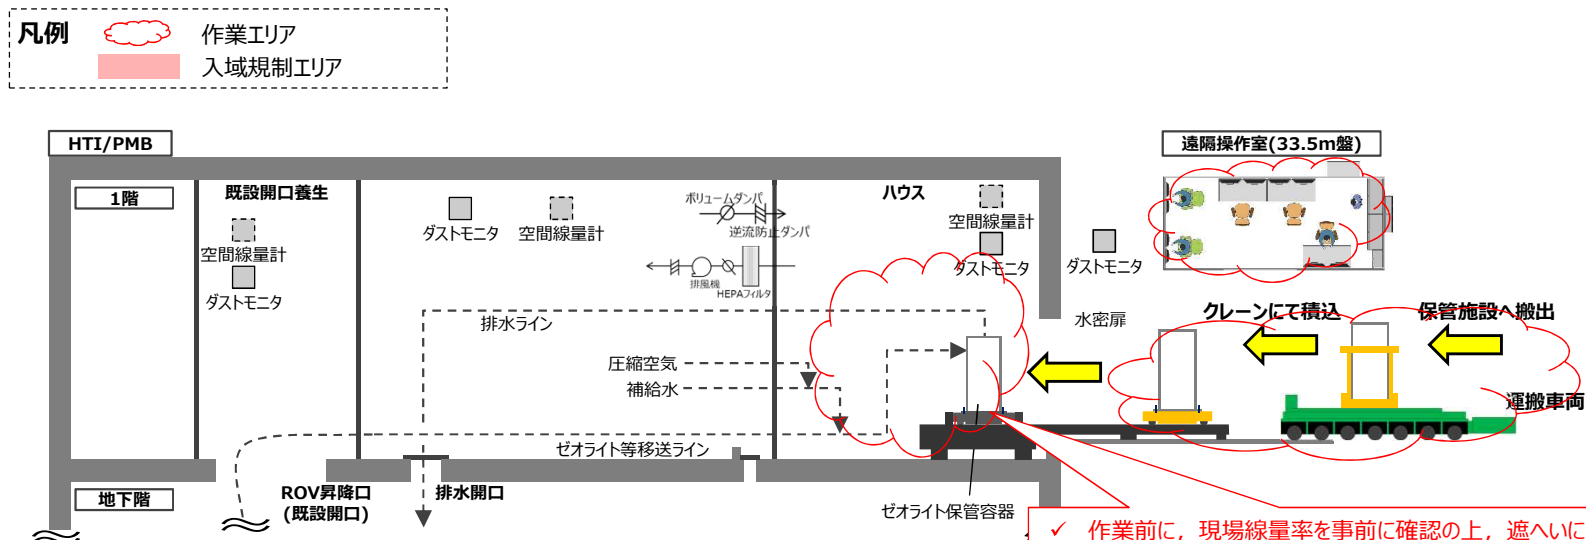 凡例
作業エリア
入域規制エリア
HTI/PMB
遠隔操作室(33.5m盤)
1階
既設開口養生
ハウス
ボリュームダンパ
ダストモニタ
空間線量計
逆流防止ダンパ
空間線量計
空間線量計
ダストモニタ
ダストモニタ
ダストモニタ
排風機
HEPAフィルタ
排水ライン
水密扉
クレーンにて積込
保管施設へ搬出
圧縮空気
補給水
運搬車両
ゼオライト等移送ライン
地下階
ROV昇降口
(既設開口)
排水開口
ゼオライト保管容器
✓ 作業前に，現場線量率を事前に確認の上，遮へいに